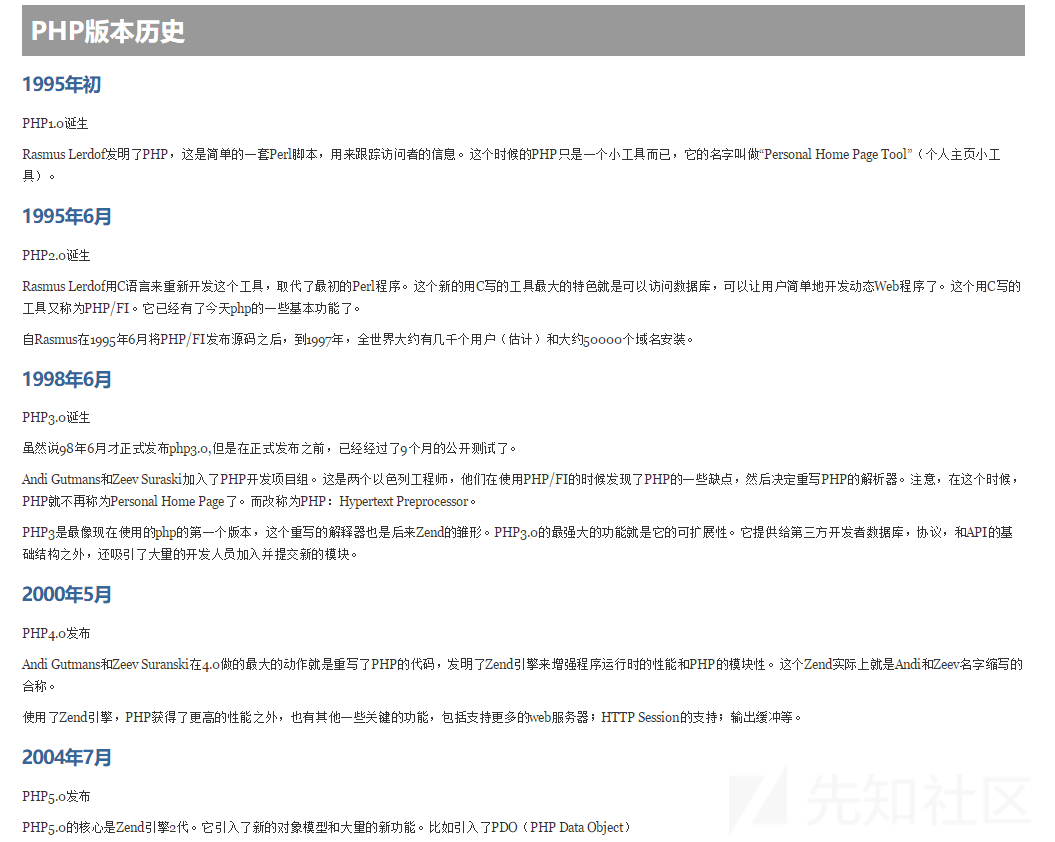 PHP版本历史
1995年初
PHP1.0诞生
Rasmus Lerdof发明了PHP，这是简单的一套Perl脚本，用来跟踪访问者的信息。这个时候的PHP只是一个小工具而已，它的名字叫做“Personal Home Page Tool”（个人主页小工
具）。
1995年6月
PHP2.0诞生
Rasmus Lerdof用C语言来重新开发这个工具，取代了最初的Perl程序。这个新的用C写的工具最大的特色就是可以访问数据库，可以让用户简单地开发动态Web程序了。这个用C写的
工具又称为PHP/FI。它已经有了今天php的一些基本功能了。
自Rasmus在1995年6月将PHP/FI发布源码之后，到1997年，全世界大约有几千个用户（估计）和大约50000个域名安装。
1998年6月
PHP3.0诞生
虽然说98年6月才正式发布php3.0,但是在正式发布之前，已经经过了9个月的公开测试了。
Andi Gutmans和Zeev Suraski加入了PHP开发项目组。这是两个以色列工程师，他们在使用PHP/FI的时候发现了PHP的一些缺点，然后决定重写PHP的解析器。注意，在这个时候，
PHP就不再称为Personal Home Page了。而改称为PHP：Hypertext Preprocessor。
PHP3是最像现在使用的php的第一个版本，这个重写的解释器也是后来Zend的雏形。PHP3.0的最强大的功能就是它的可扩展性。它提供给第三方开发者数据库，协议，和API的基
础结构之外，还吸引了大量的开发人员加入并提交新的模块。
2000年5月
PHP4.0发布
Andi Gutmans和Zeev Suranski在4.0做的最大的动作就是重写了PHP的代码，发明了Zend引擎来增强程序运行时的性能和PHP的模块性。这个Zend实际上就是Andi和Zeev名字缩写的
合称。
使用了Zend引擎，PHP获得了更高的性能之外，也有其他一些关键的功能，包括支持更多的web服务器；HTTP Session的支持；输出缓冲等。
2004年7月
PHP5.0发布
PHP5.0的核心是Zend引擎2代。它引入了新的对象模型和大量的新功能。比如引入了PDO（PHP Data Object）
先知社区